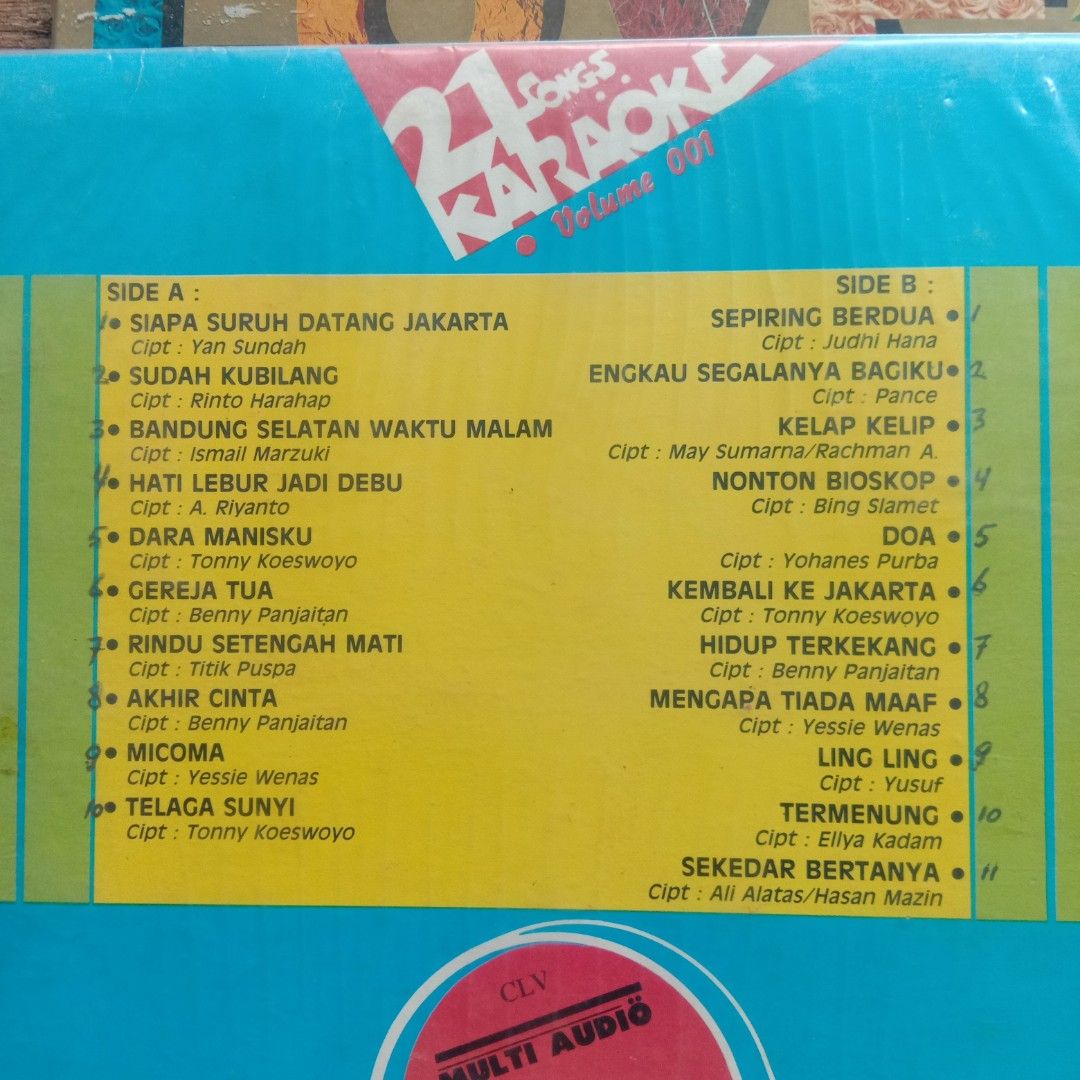 21 SONGS
KARAOKE
• Volume 001
SIDE A :
1 • SIAPA SURUH DATANG JAKARTA
Cipt : Yan Sundah
2 • SUDAH KUBILANG
Cipt : Rinto Harahap
3 • BANDUNG SELATAN WAKTU MALAM
Cipt : Ismail Marzuki
4 • HATI LEBUR JADI DEBU
Cipt : A. Riyanto
5 • DARA MANISKU
Cipt : Tonny Koeswoyo
6 • GEREJA TUA
Cipt : Benny Panjaitan
7 • RINDU SETENGAH MATI
Cipt : Titik Puspa
8 • AKHIR CINTA
Cipt : Benny Panjaitan
9 • MICOMA
Cipt : Yessie Wenas
10 • TELAGA SUNYI
Cipt : Tonny Koeswoyo
SIDE B :
SEPIRING BERDUA • 1
Cipt : Judhi Hana
ENGKAU SEGALANYA BAGIKU • 2
Cipt : Pance
KELAP KELIP • 3
Cipt : May Sumarna/Rachman A.
NONTON BIOSKOP • 4
Cipt : Bing Slamet
DOA • 5
Cipt : Yohanes Purba
KEMBALI KE JAKARTA • 6
Cipt : Tonny Koeswoyo
HIDUP TERKEKANG • 7
Cipt : Benny Panjaitan
MENGAPA TIADA MAAF • 8
Cipt : Yessie Wenas
LING LING • 9
Cipt : Yusuf
TERMENUNG • 10
Cipt : Ellya Kadam
SEKEDAR BERTANYA • 11
Cipt : Ali Alatas/Hasan Mazin
CLV
MULTI AUDIÖ